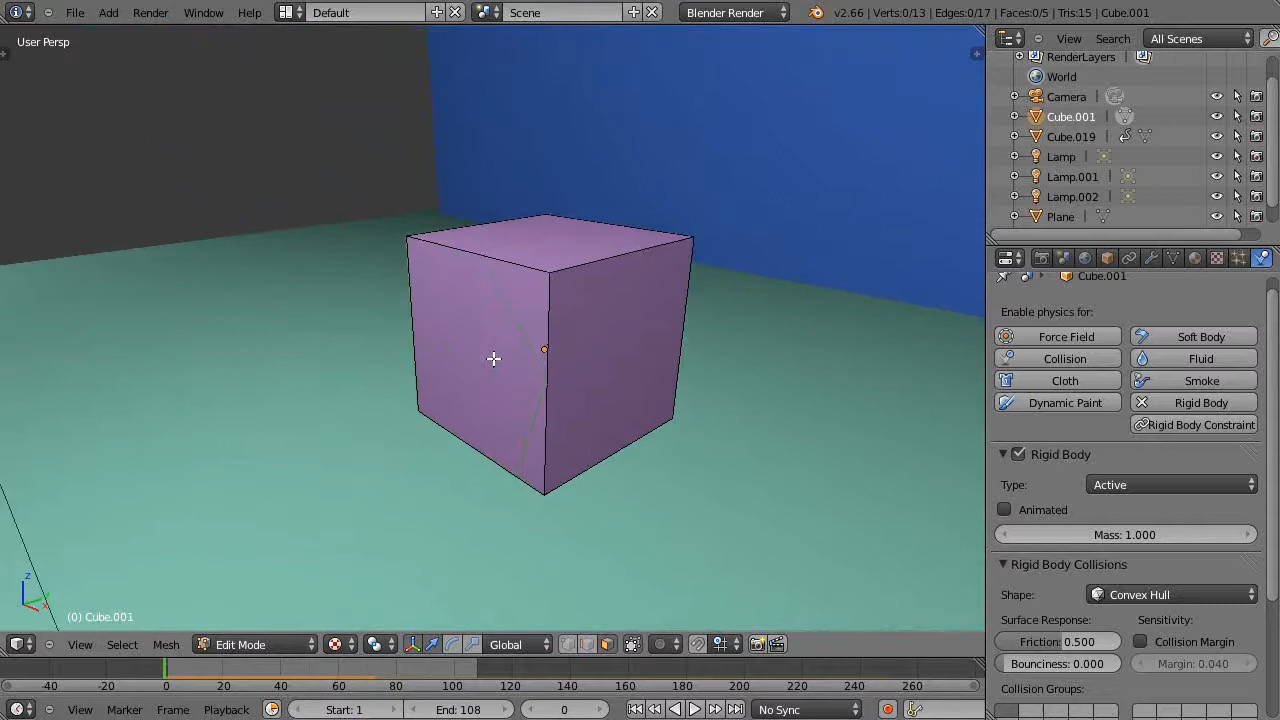 File Add Render Window Help Default Scene Blender Render v2.66 | Verts:0/13 | Edges:0/17 | Faces:0/5 | Tris:15 | Cube.001
User Persp
View Search All Scenes
RenderLayers |
World
Camera |
Cube.001 |
Cube.019 |
Lamp |
Lamp.001 |
Lamp.002 |
Plane |
Cube.001
Enable physics for:
Force Field Soft Body
Collision Fluid
Cloth Smoke
Dynamic Paint Rigid Body
Rigid Body Constraint
Rigid Body
Type: Active
Animated
Mass: 1.000
Rigid Body Collisions
Shape: Convex Hull
Surface Response: Sensitivity:
Friction: 0.500 Collision Margin
Bounciness: 0.000 Margin: 0.040
Collision Groups:
z
y
x
(0) Cube.001
View Select Mesh Edit Mode Global
-40 -20 0 20 40 60 80 100 120 140 160 180 200 220 240 260
View Marker Frame Playback Start: 1 End: 108 0 No Sync